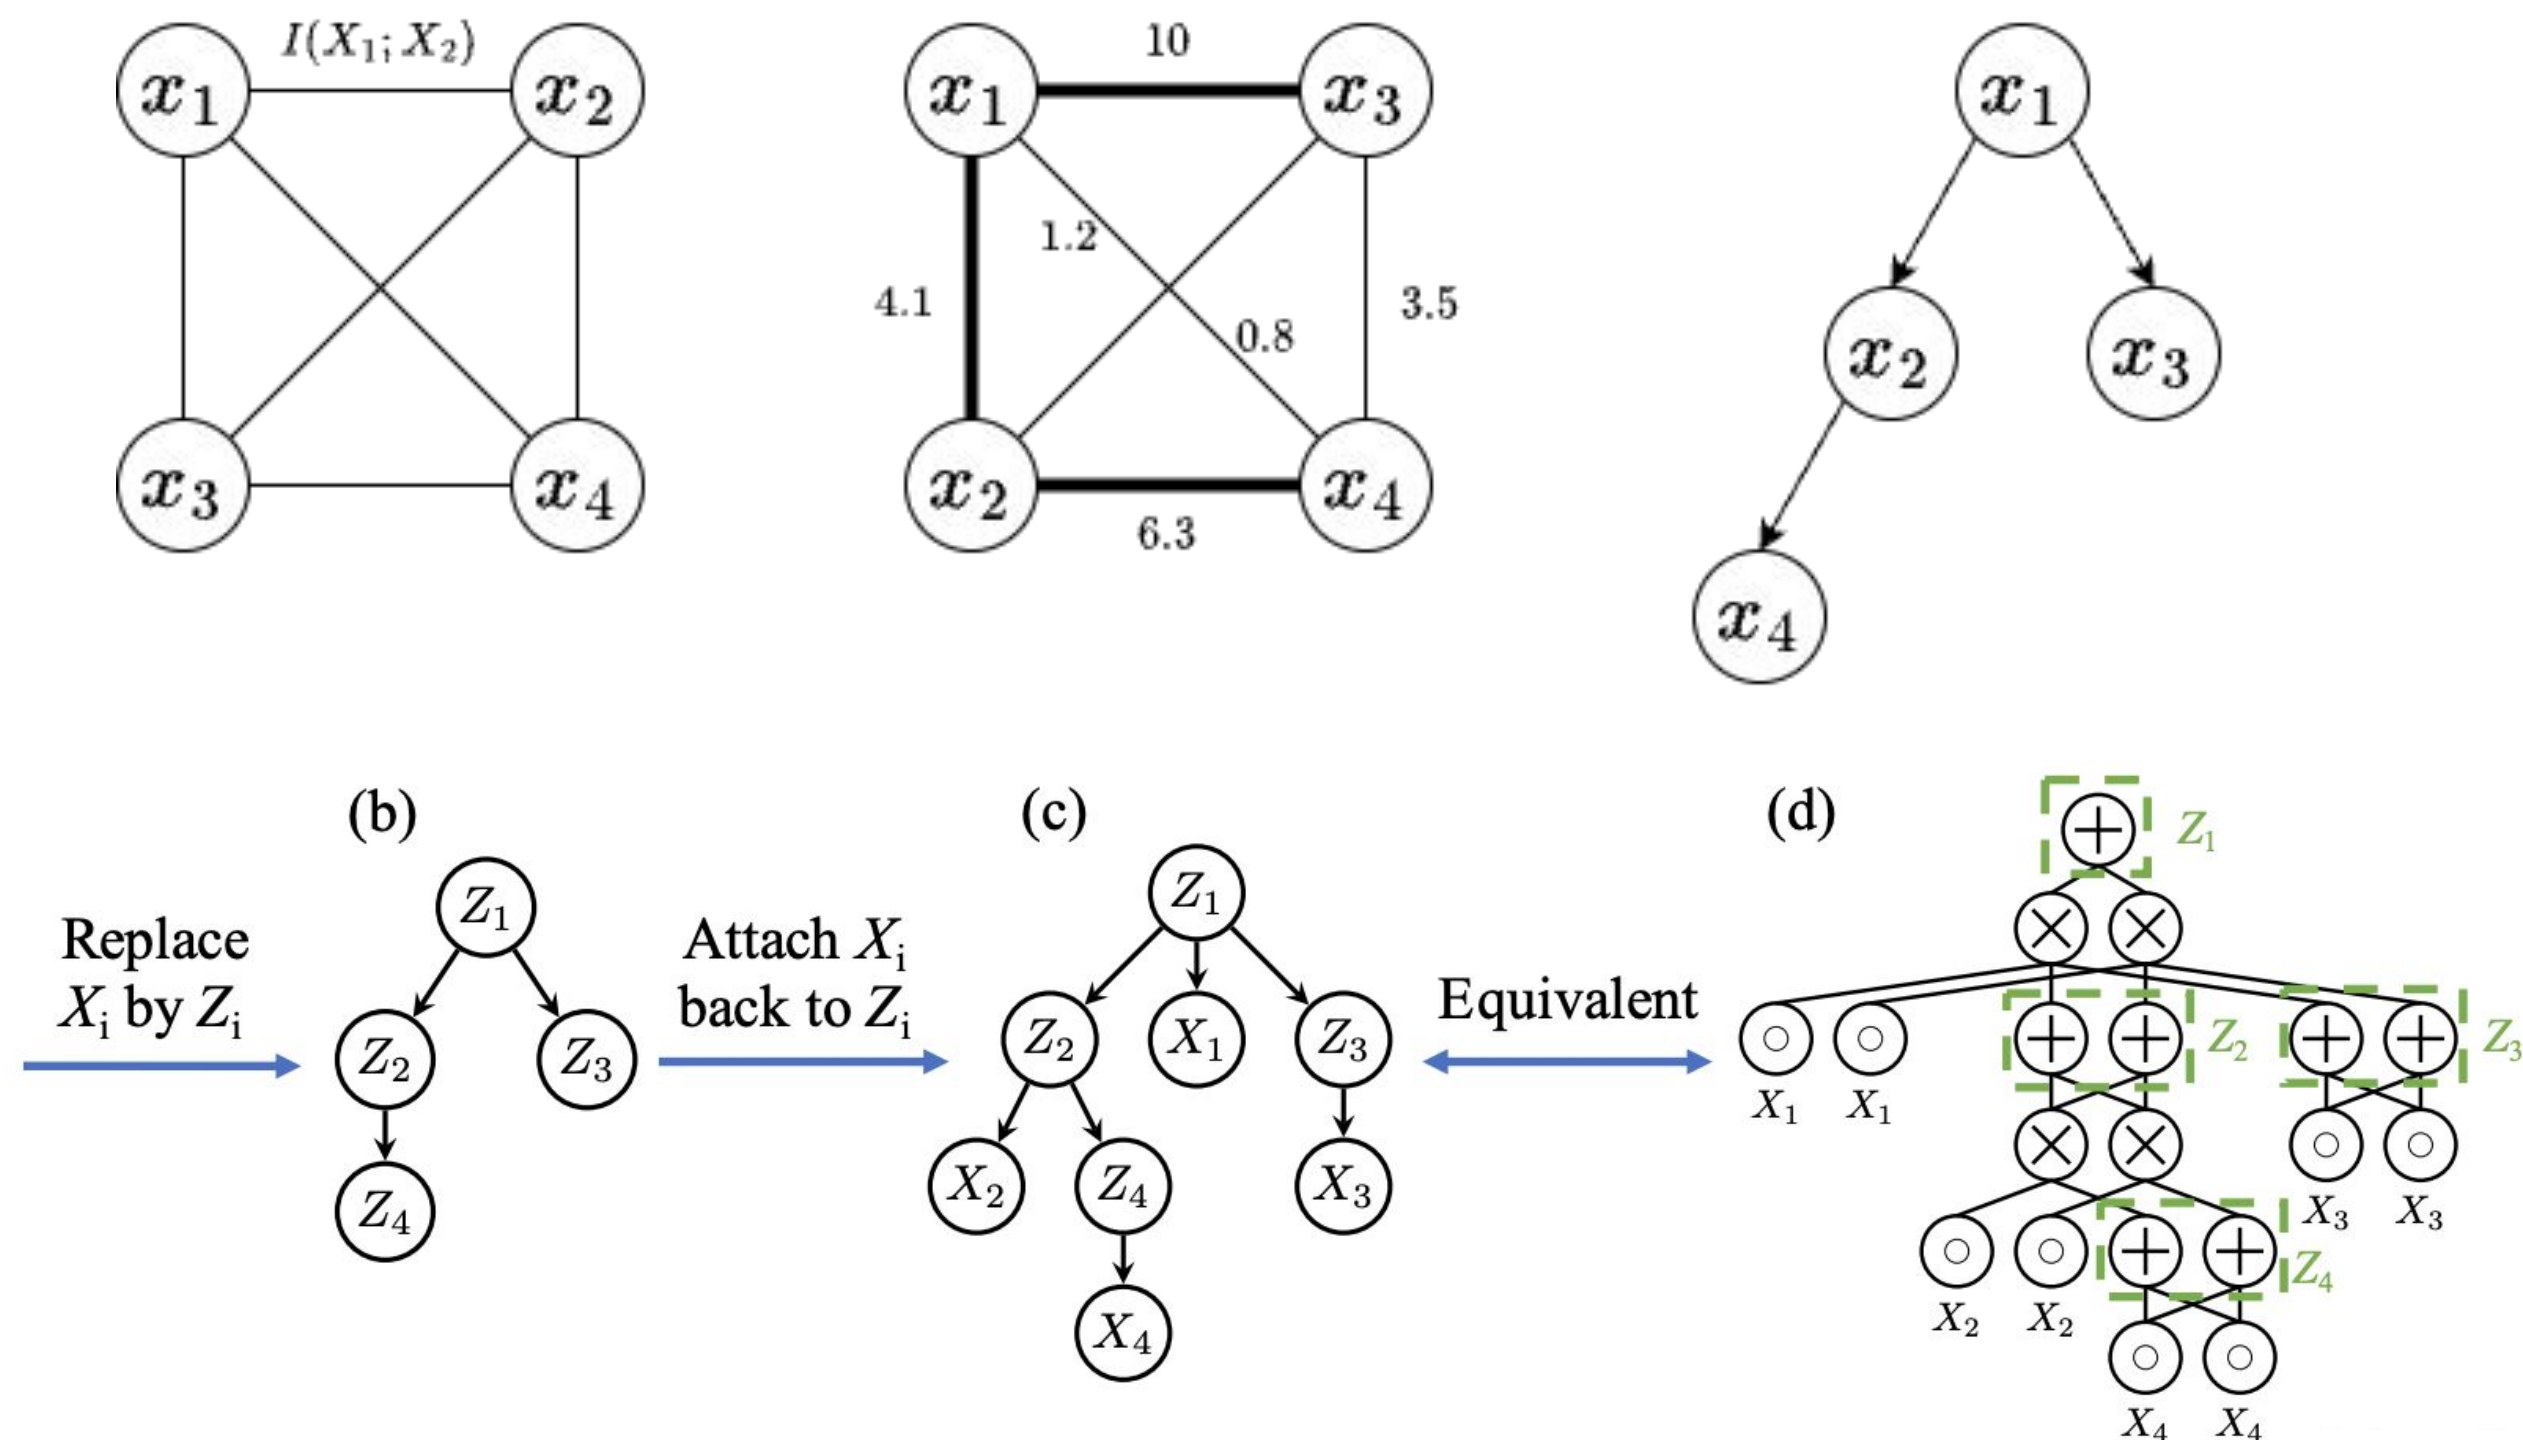 x1
I(X1; X2)
x2
x3
x4
x1
10
x3
1.2
4.1
0.8
3.5
x2
6.3
x4
x1
x2
x3
x4
(b)
(c)
(d)
Replace
Xi by Zi
Z1
Z2
Z3
Z4
Attach Xi
back to Zi
Z1
Z2
X1
Z3
X2
Z4
X3
X4
Equivalent
Z1
Z2
Z3
X1
X1
X3
X3
Z4
X2
X2
X4
X4